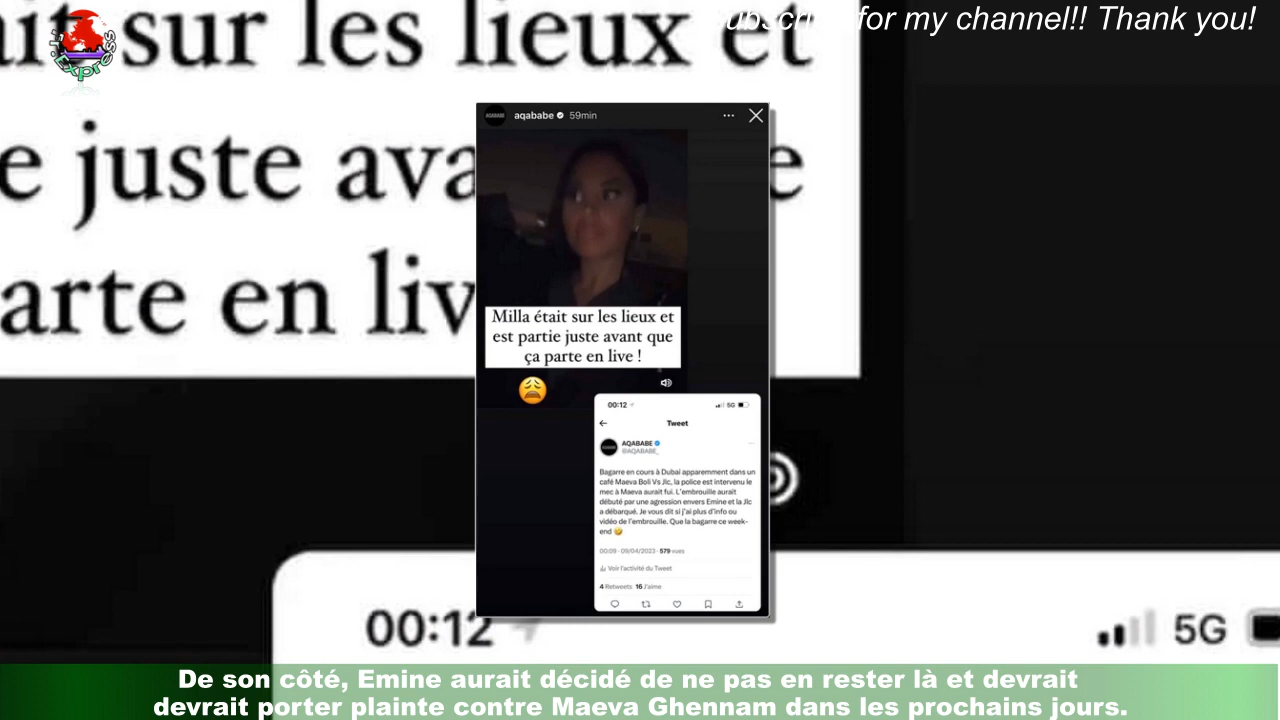 for my channel!! Thank you!
Express
sur les lieux et
e juste ava
e
arte en liv
aqababe 59min
Milla était sur les lieux et
est partie juste avant que
ça parte en live !
00:12 5G
Tweet
AQABABE
@AQABABE_
Bagarre en cours à Dubai apparemment dans un
café Maeva Boli Vs Jlc, la police est intervenu le
mec à Maeva aurait fui. L'embrouille aurait
débuté par une agression envers Emine et la Jlc
a débarqué. Je vous dit si j'ai plus d'info ou
vidéo de l'embrouille. Que la bagarre ce week-
end
00:09 · 09/04/2023 · 579 vues
Voir l'activité du Tweet
4 Retweets 16 J'aime
00:12 5G
De son côté, Emine aurait décidé de ne pas en rester là et devrait
devrait porter plainte contre Maeva Ghennam dans les prochains jours.